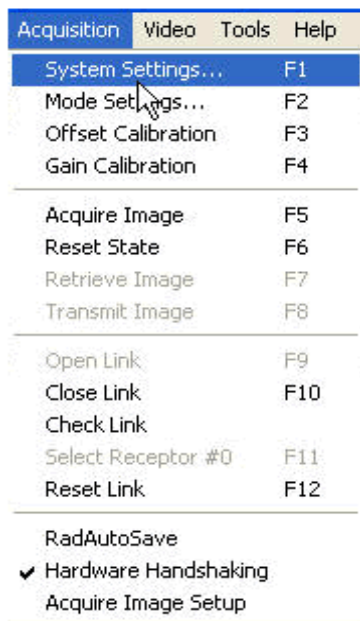 Acquisition Video Tools Help
System Settings... F1
Mode Settings... F2
Offset Calibration F3
Gain Calibration F4
Acquire Image F5
Reset State F6
Retrieve Image F7
Transmit Image F8
Open Link F9
Close Link F10
Check Link
Select Receptor #0 F11
Reset Link F12
RadAutoSave
Hardware Handshaking
Acquire Image Setup